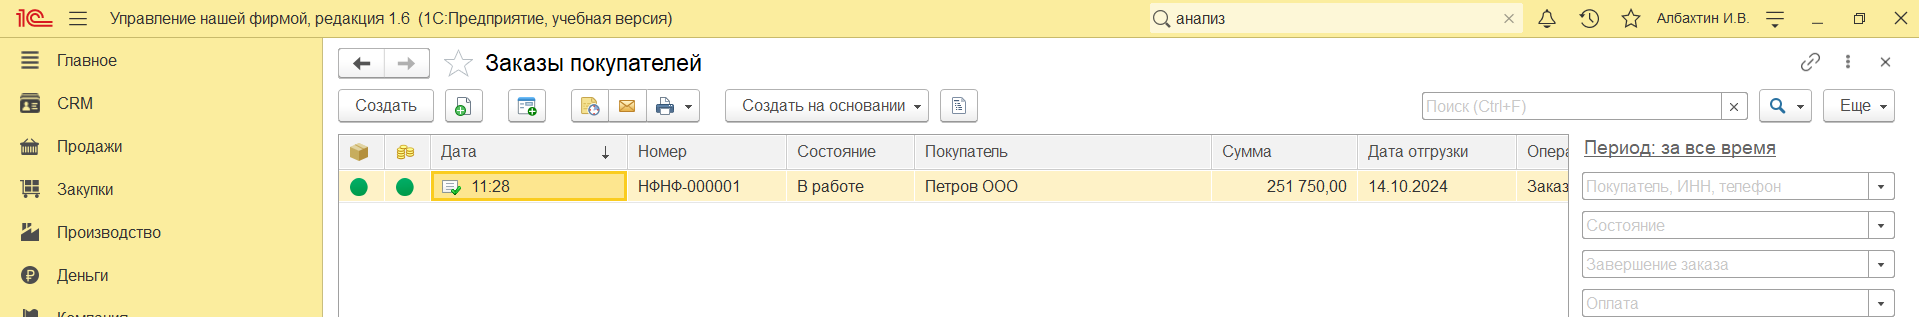 1С Управление нашей фирмой, редакция 1.6 (1С:Предприятие, учебная версия) анализ Албахтин И.В.
Главное
CRM
Продажи
Закупки
Производство
Деньги
Компания
Заказы покупателей
Создать Создать на основании Поиск (Ctrl+F) Еще
Дата Номер Состояние Покупатель Сумма Дата отгрузки Опера
11:28 НФНФ-000001 В работе Петров ООО 251 750,00 14.10.2024 Заказ
Период: за все время
Покупатель, ИНН, телефон
Состояние
Завершение заказа
Оплата